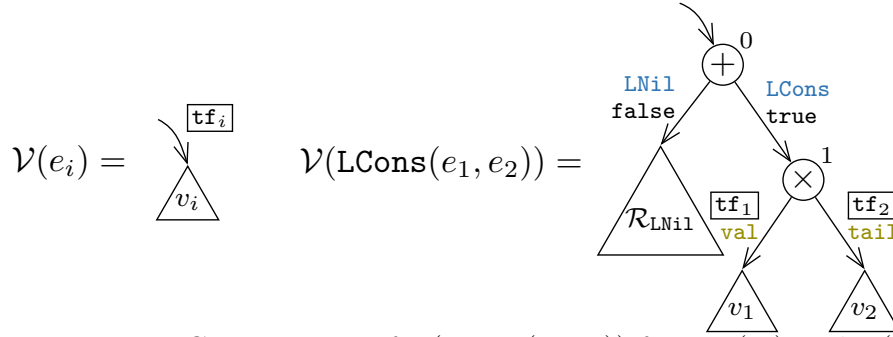 0
LNil LCons
false true
tf_i
𝒱(e_i) = 𝒱(LCons(e_1, e_2)) =
+
1
×
v_i
ℛ_LNil
tf_1 tf_2
val tail
v_1 v_2